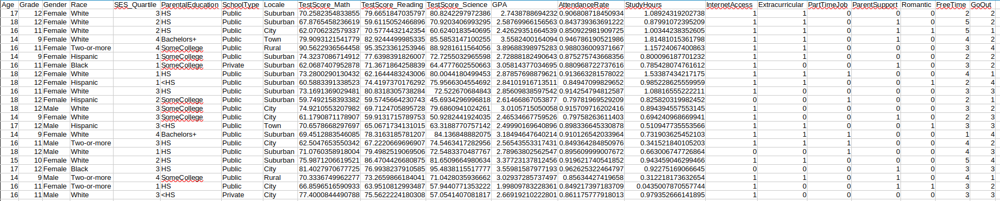 Age Grade Gender Race SES_Quartile ParentalEducation SchoolType Locale TestScore_Math TestScore_Reading TestScore_Science GPA AttendanceRate StudyHours InternetAccess Extracurricular PartTimeJob ParentSupport Romantic FreeTime GoOut
17 12 Female White 3 HS Public Suburban 70.2582354833855 79.6651847035797 80.8242297972386 2.7438788694232 0.906808718450934 1.08924319202738 1 1 0 0 0 2 2
18 12 Female White 2 HS Public Suburban 67.8765458236619 59.6115052466896 70.9203406993295 2.58769966156563 0.843739363691222 0.87991072395209 1 1 0 1 0 5 2
16 11 Female White 2 HS Public City 62.0706232579337 70.5774432142354 60.6240183540695 2.42629351664539 0.850922981909725 1.00344238352605 1 1 0 1 1 5 1
14 9 Female White 4 Bachelors+ Public Town 79.9093121541779 82.9244499985335 85.5853147100255 3.5582400164094 0.946786190521986 1.81481015361798 1 1 0 1 0 4 2
16 11 Female Two-or-more 4 SomeCollege Public Rural 90.5622936564458 95.3523361253946 88.9281611564056 3.89688398975283 0.988036009371667 1.15724067400863 1 1 0 0 0 3 4
14 9 Female Hispanic 1 SomeCollege Public Suburban 74.3237086714912 77.6398391826007 72.7255032965598 2.72888182490643 0.875275743668356 0.800096187701232 1 0 0 0 0 2 2
16 11 Female Black 1 SomeCollege Private Suburban 62.0687407952878 71.3671864258839 64.4777602550663 3.05814377034695 0.880968722737616 0.785428074761612 1 0 0 1 0 3 2
18 12 Female White 1 HS Public Suburban 73.2800290130432 62.1644483243006 80.0044180499453 2.87857698879621 0.913663281578022 1.53387434217175 1 1 1 0 0 4 1
18 12 Female Hispanic 1 <HS Public Suburban 60.5883391338523 74.4197370176292 75.9566304554692 2.84101916713511 0.84947099829652 0.985228625559959 1 1 0 0 1 2 4
16 11 Female White 3 HS Public Suburban 73.1691369029481 80.8318305738284 72.522670684843 2.85609838597542 0.914254794812587 1.08816555222211 1 0 0 0 0 3 3
18 12 Female Hispanic 2 SomeCollege Public Suburban 59.7492158393382 59.5745664230743 45.6934296996818 2.61466867053877 0.79781969529209 0.825820319982452 0 0 1 0 0 2 1
18 12 Male White 3 SomeCollege Public City 74.9210553207982 69.7124705895728 79.6860941024261 3.0105715050058 0.915709716202416 0.894394557553145 1 0 0 0 0 3 2
14 9 Female White 3 SomeCollege Public City 61.1790871178907 59.9131715789753 50.9282441924035 2.46534667759526 0.79758263611403 0.694240968669941 1 0 0 1 0 2 3
17 12 Male Hispanic 3 <HS Public Town 70.6578668297697 65.0671734131015 63.3188770757142 2.49990169640896 0.898336645330878 0.510947735553566 1 0 0 0 1 3 3
14 9 Female White 4 Bachelors+ Public Suburban 69.4512883546085 78.3163185781207 84.136848882075 3.18494647640214 0.910126542033964 0.731903625452103 1 1 1 0 0 1 4
16 11 Male Two-or-more 3 HS Public City 62.5047653550342 67.2220669696907 74.5463417282956 2.56543553317431 0.849364284850976 0.341521840105203 1 1 1 0 0 4 2
18 12 Male White 1 HS Public Suburban 71.0760358918004 79.4982519069506 72.5483370487767 2.78963802562547 0.895609999007672 0.663006747726864 0 0 1 0 0 4 3
15 10 Female White 2 HS Public Suburban 75.9871206619521 86.4704426680875 81.6509664980634 3.37723137812456 0.919621740541852 0.943459046299466 1 1 0 0 0 5 4
17 12 Female Black 3 HS Public City 81.4027970677725 76.9938237910585 95.4838115517777 3.55981587977193 0.962625322464797 0.92275169066645 0 0 0 1 0 3 3
14 9 Male Two-or-more 4 SomeCollege Public Rural 70.3336749962277 73.2659866184041 71.0428035936662 3.02937285737497 0.85634427419658 0.312218173632654 1 1 0 1 0 4 1
16 11 Female Two-or-more 1 HS Public City 66.8596516590933 63.9510812993487 57.9440771353222 1.99809783228361 0.849217397183709 0.0435007870557744 1 0 0 1 1 3 2
16 11 Male White 3 <HS Private City 77.4000844490788 75.5622224180308 57.0541407081817 2.66919210222801 0.861175777918013 0.979352666141895 1 0 0 0 0 3 3